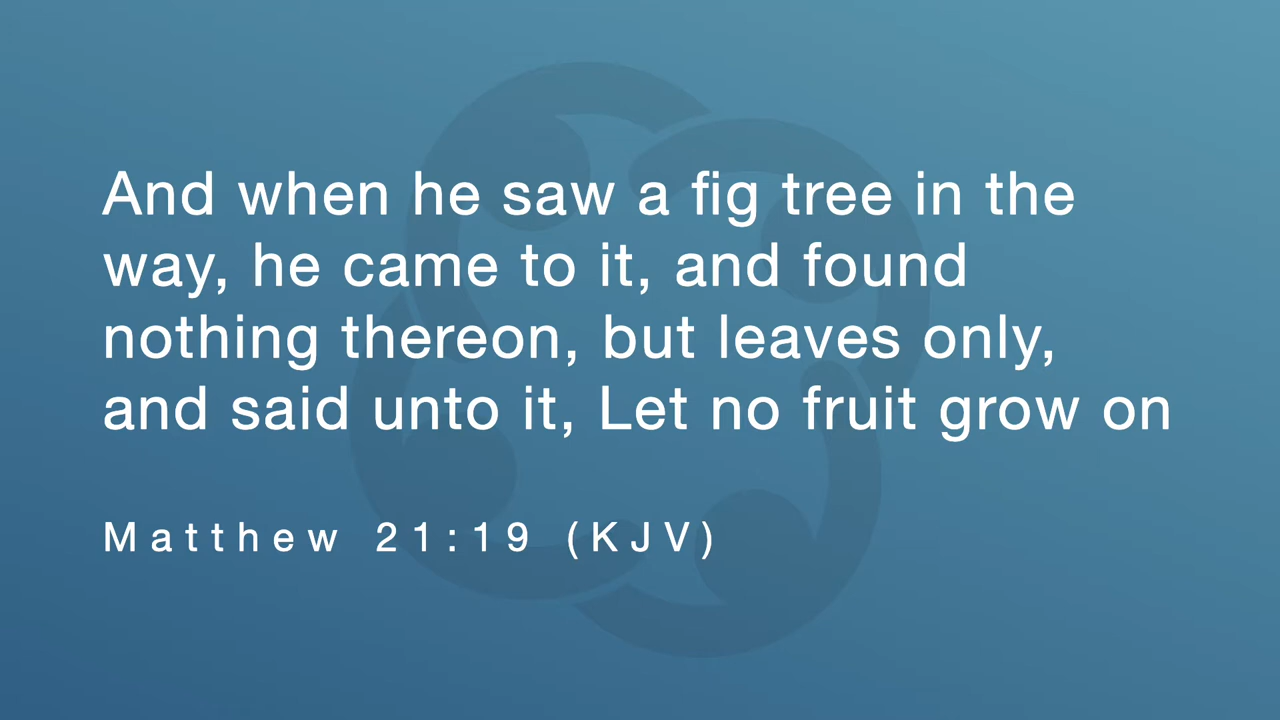 And when he saw a fig tree in the
way, he came to it, and found
nothing thereon, but leaves only,
and said unto it, Let no fruit grow on
Matthew 21:19 (KJV)